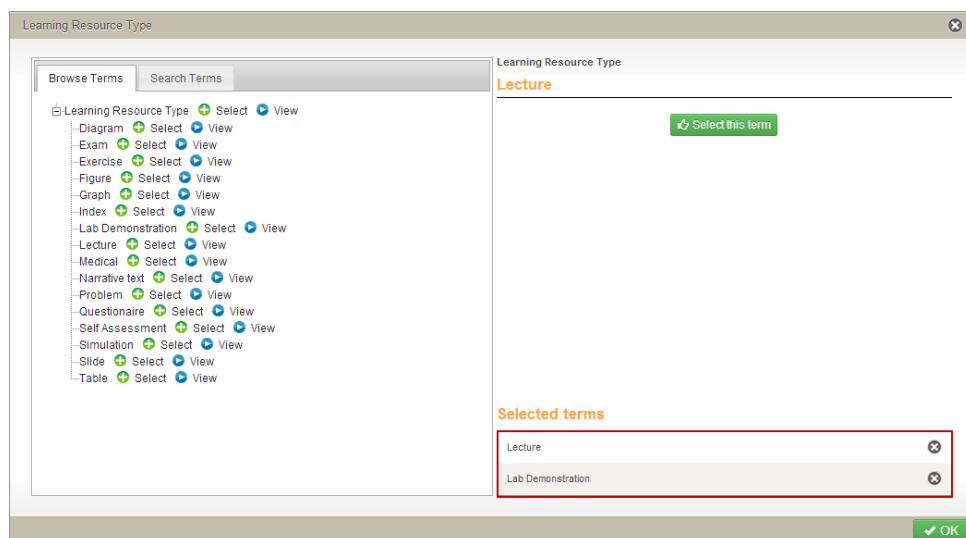 Learning Resource Type
Browse Terms
Search Terms
Learning Resource Type Select View
Diagram Select View
Exam Select View
Exercise Select View
Figure Select View
Graph Select View
Index Select View
Lab Demonstration Select View
Lecture Select View
Medical Select View
Narrative text Select View
Problem Select View
Questionaire Select View
Self Assessment Select View
Simulation Select View
Slide Select View
Table Select View
Learning Resource Type
Lecture
Select this term
Selected terms
Lecture
Lab Demonstration
OK